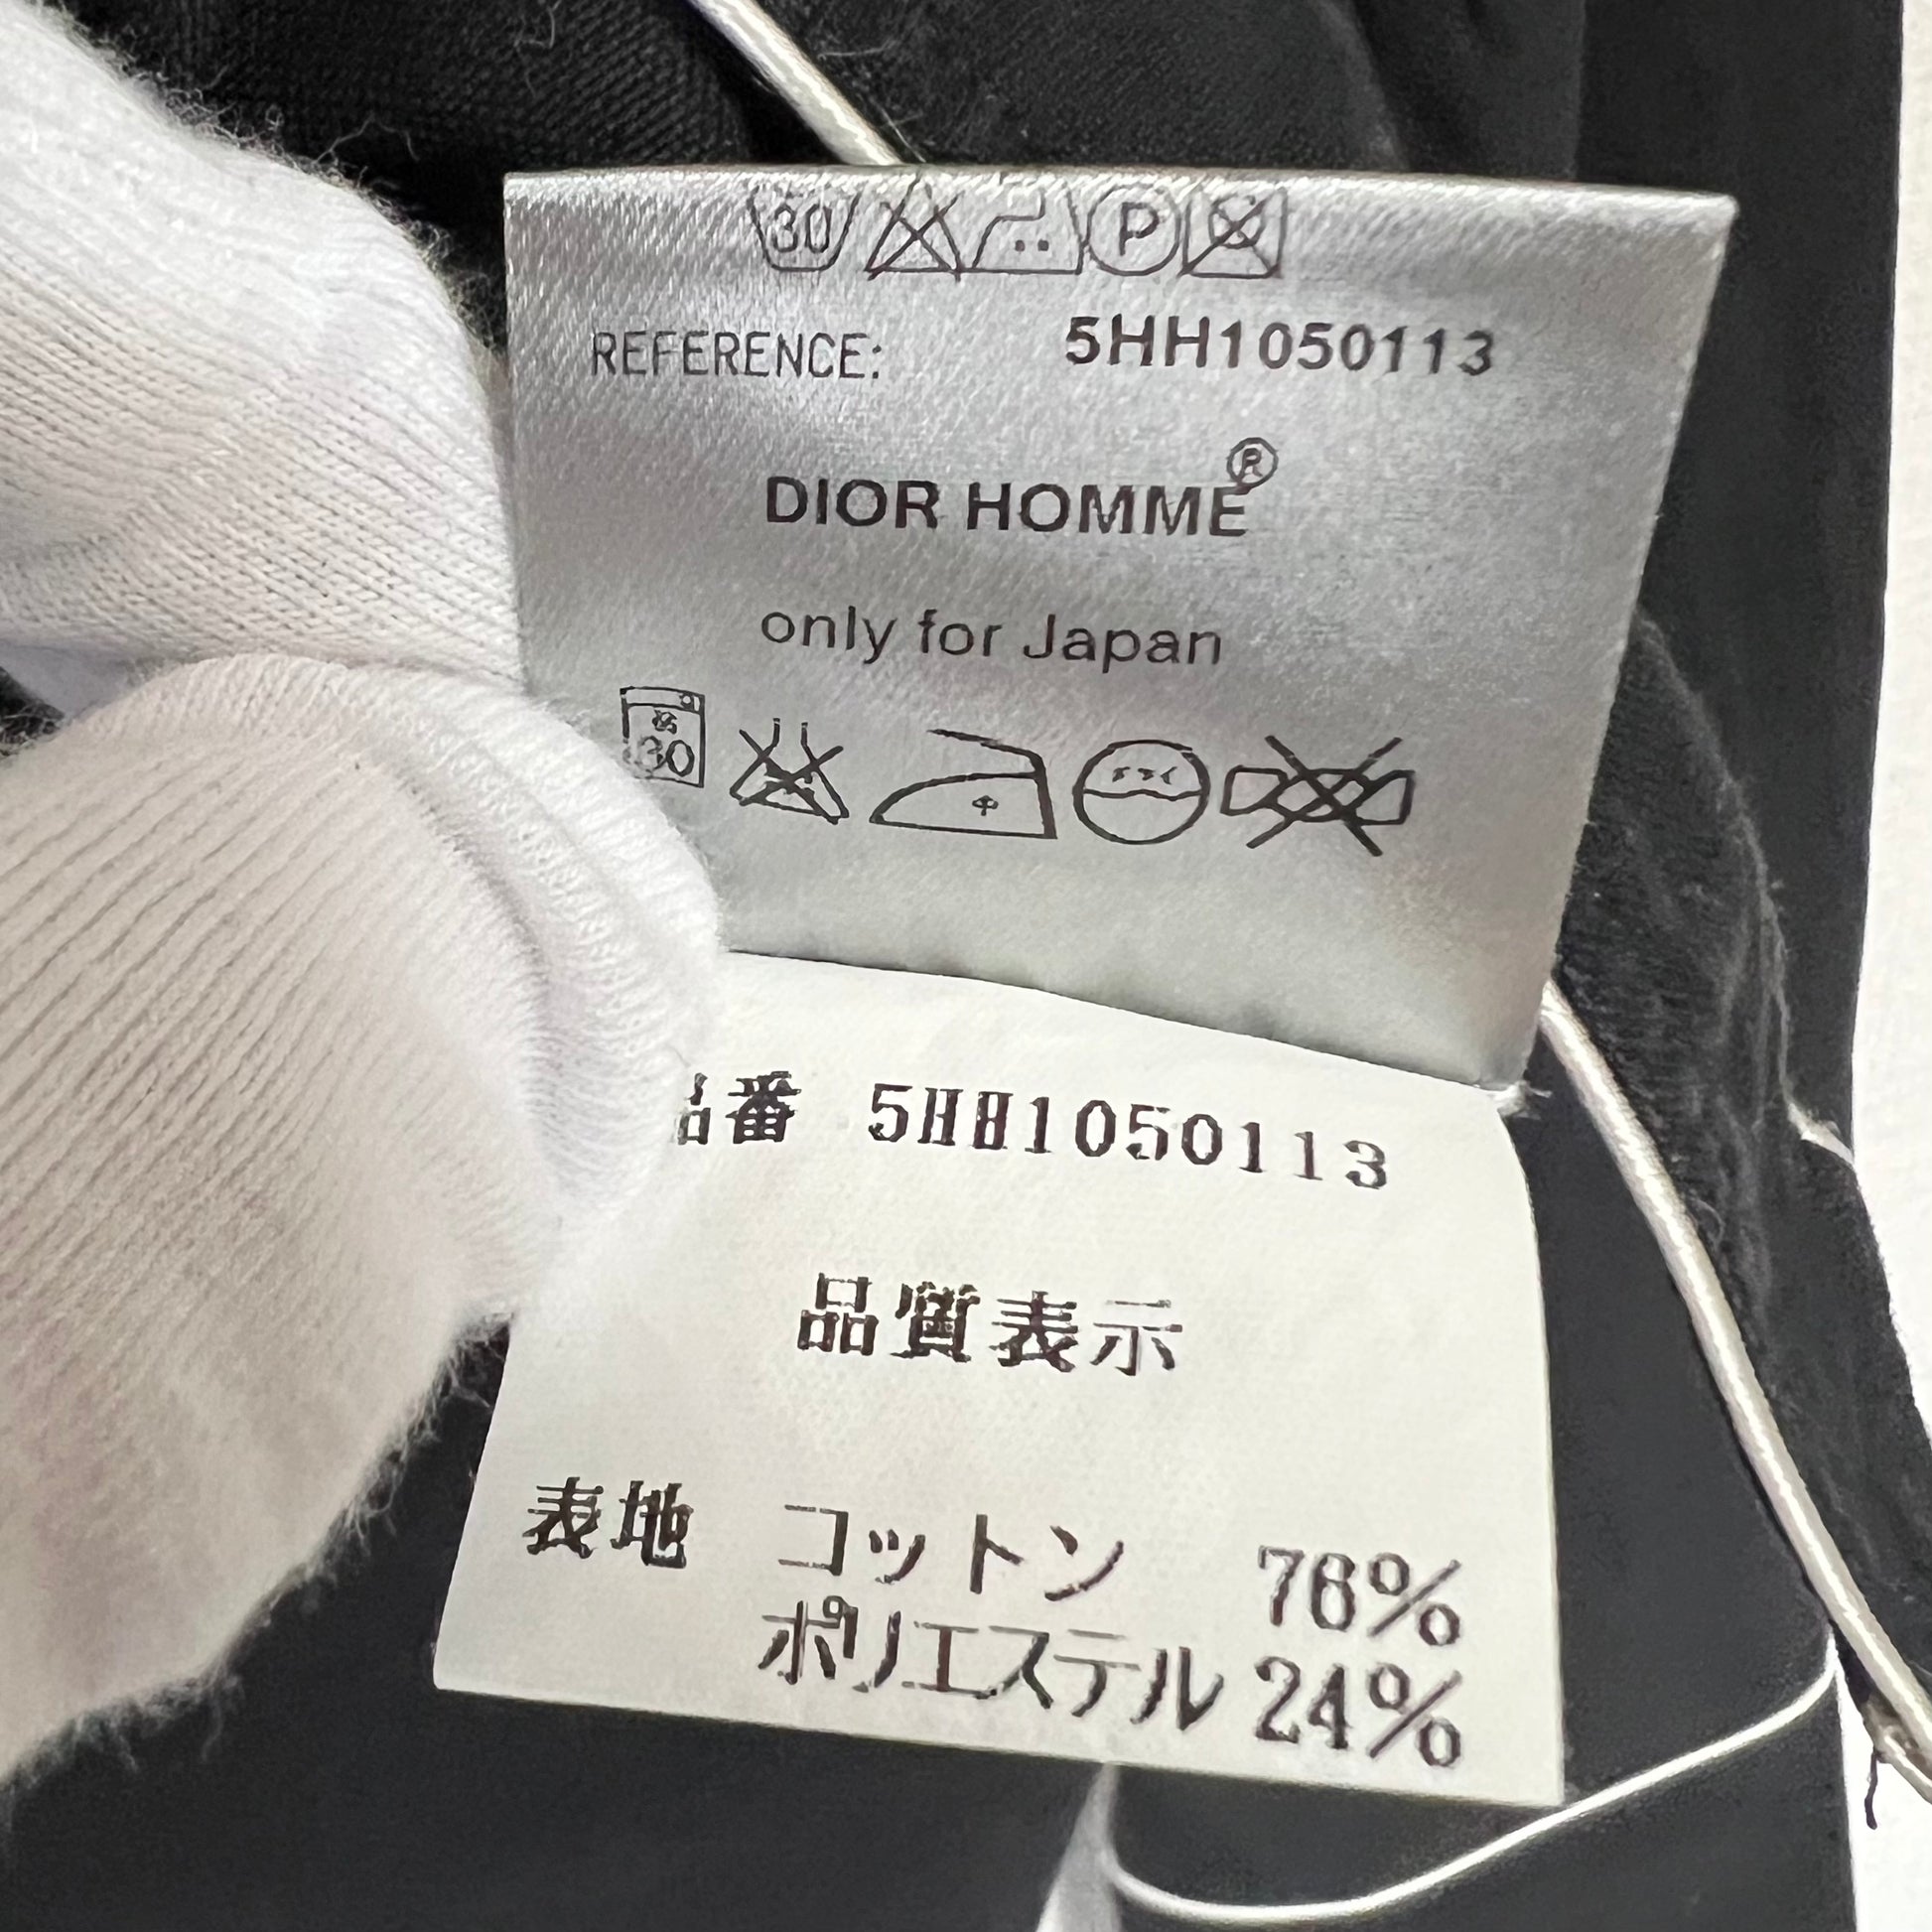 30 P
REFERENCE: 5HH1050113
DIOR HOMME®
only for Japan
30 中
品番 5HH1050113
品質表示
表地 コットン 76%
ポリエステル 24%